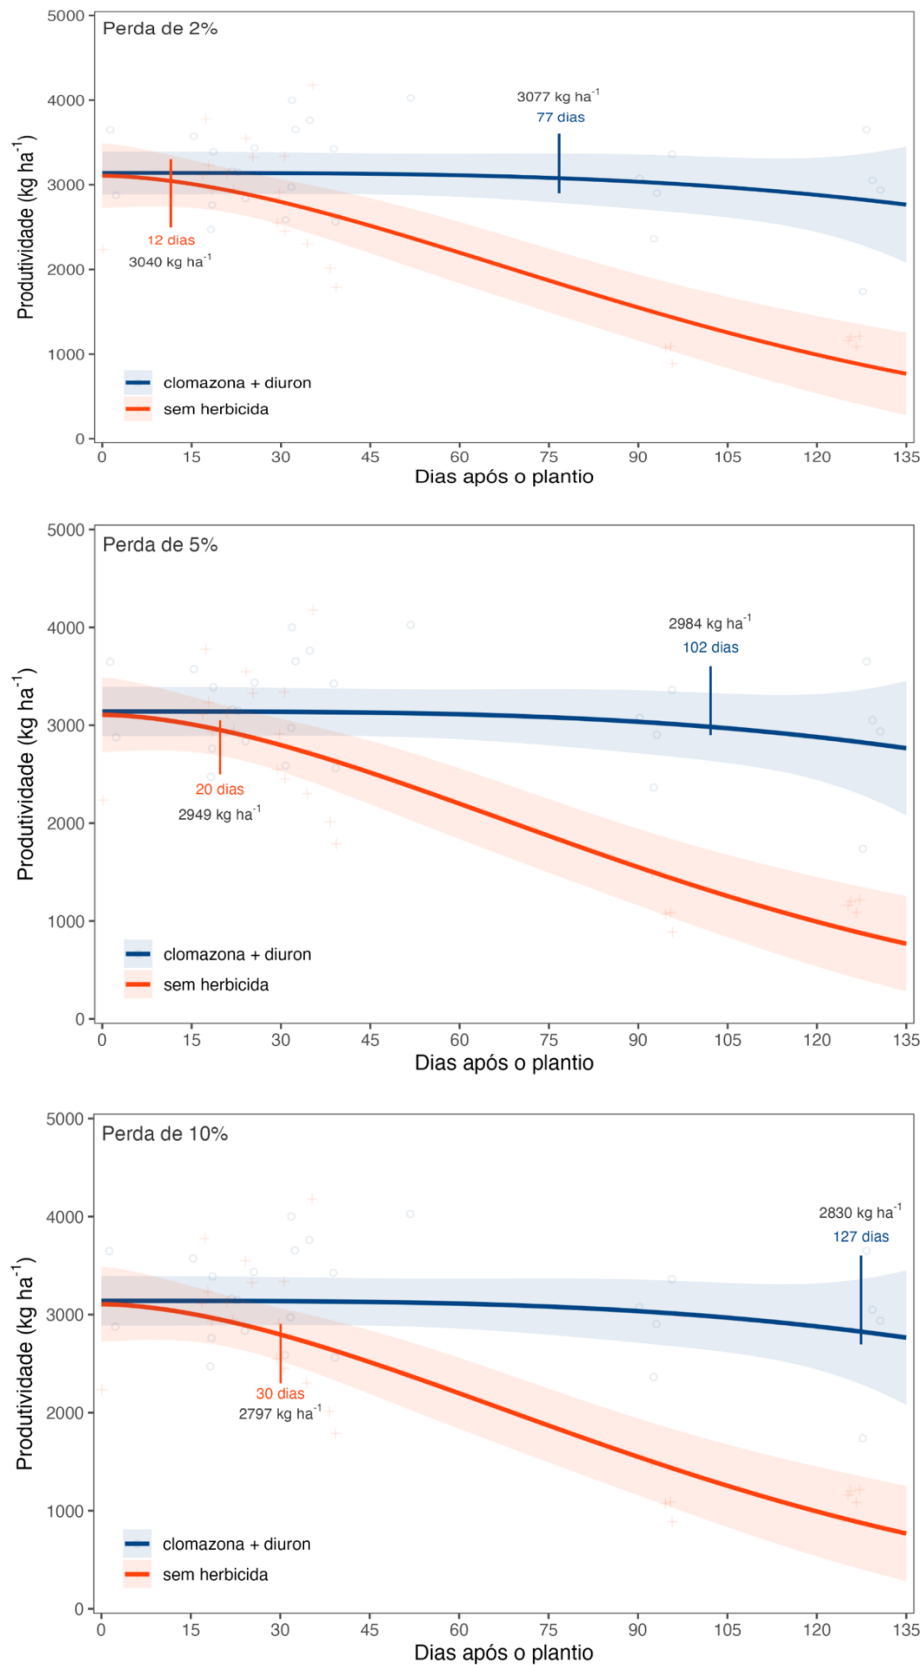 Perda de 2%
5000
4000
3000
2000
1000
0
Produtividade (kg ha⁻¹)
3077 kg ha⁻¹
77 dias
12 dias
3040 kg ha⁻¹
clomazona + diuron
sem herbicida
0 15 30 45 60 75 90 105 120 135
Dias após o plantio
Perda de 5%
5000
4000
3000
2000
1000
0
Produtividade (kg ha⁻¹)
2984 kg ha⁻¹
102 dias
20 dias
2949 kg ha⁻¹
clomazona + diuron
sem herbicida
0 15 30 45 60 75 90 105 120 135
Dias após o plantio
Perda de 10%
5000
4000
3000
2000
1000
0
Produtividade (kg ha⁻¹)
2830 kg ha⁻¹
127 dias
30 dias
2797 kg ha⁻¹
clomazona + diuron
sem herbicida
0 15 30 45 60 75 90 105 120 135
Dias após o plantio